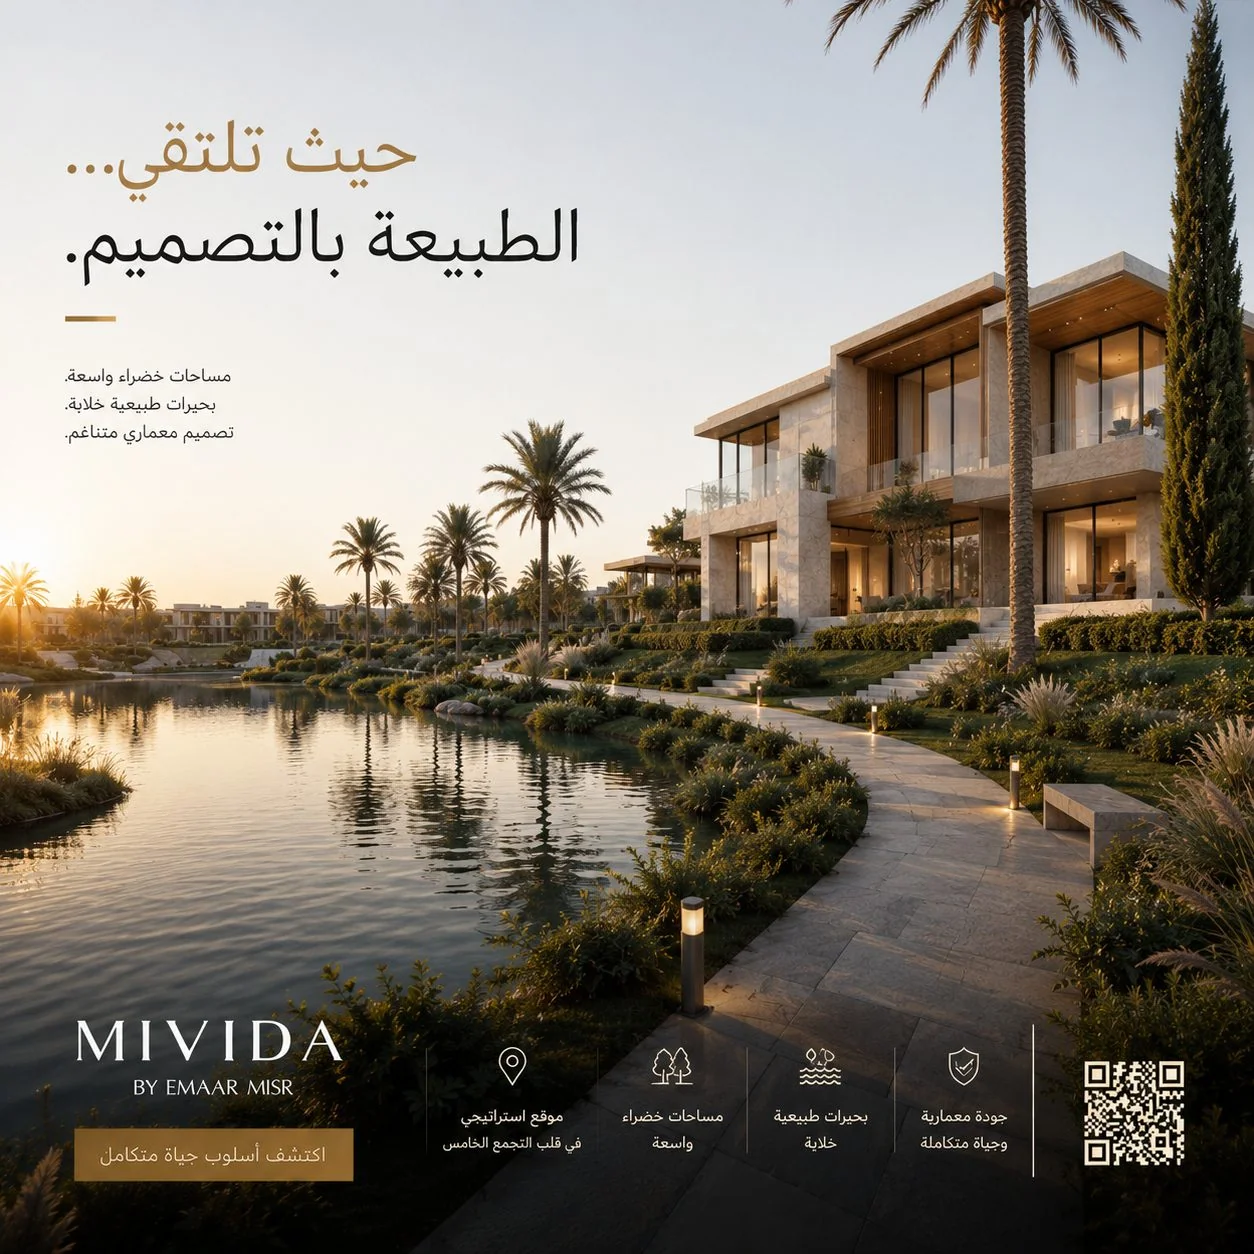 حيث تلتقي...
الطبيعة بالتصميم.
مساحات خضراء واسعة.
بحيرات طبيعية خلابة.
تصميم معماري متناغم.
MIVIDA
BY EMAAR MISR
اكتشف أسلوب جياة متكامل
موقع استراتيجي
في قلب التجمع الخامس
مساحات خضراء
واسعة
بحيرات طبيعية
خلابة
جودة معمارية
وجياة متكاملة